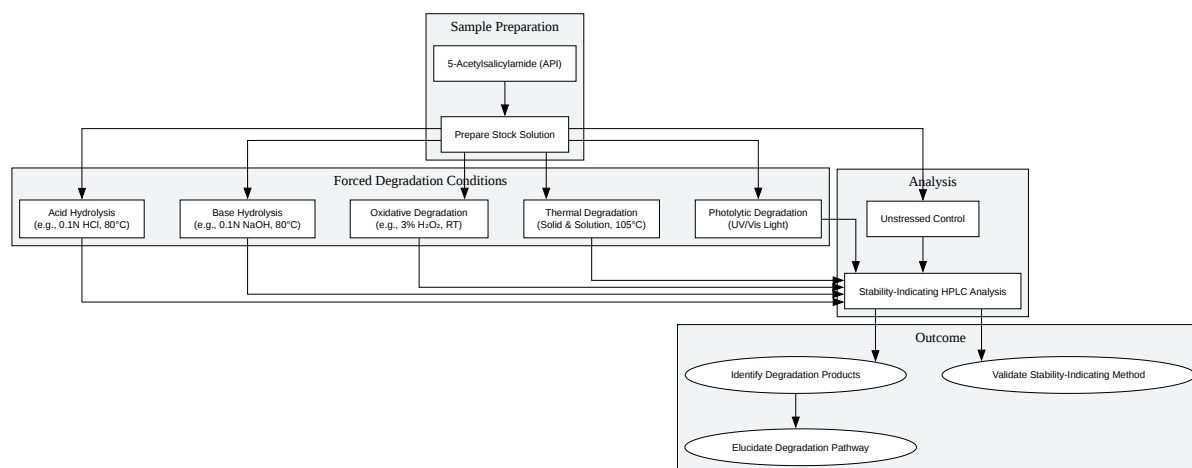 Sample Preparation
5-Acetylsalicylamide (API)
Prepare Stock Solution
Forced Degradation Conditions
Acid Hydrolysis
(e.g., 0.1N HCl, 80°C)
Base Hydrolysis
(e.g., 0.1N NaOH, 80°C)
Oxidative Degradation
(e.g., 3% H₂O₂, RT)
Thermal Degradation
(Solid & Solution, 105°C)
Photolytic Degradation
(UV/Vis Light)
Analysis
Unstressed Control
Stability-Indicating HPLC Analysis
Outcome
Identify Degradation Products
Validate Stability-Indicating Method
Elucidate Degradation Pathway